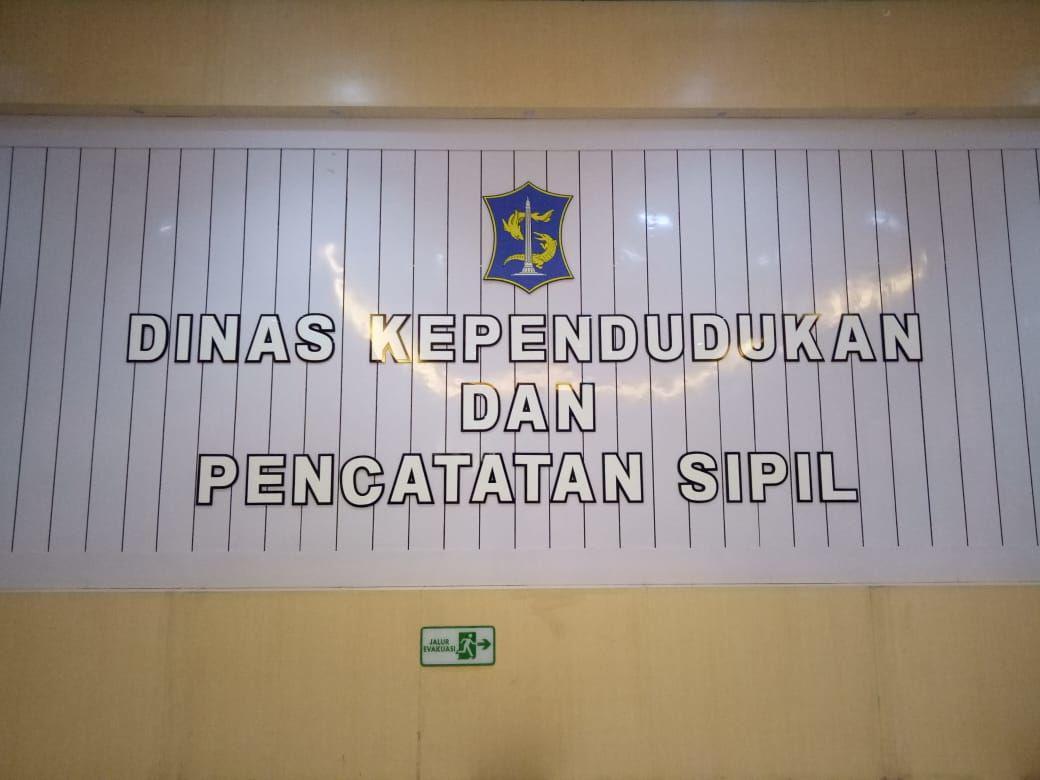 DINAS KEPENDUDUKAN
DAN
PENCATATAN SIPIL
JALUR
EVAKUASI